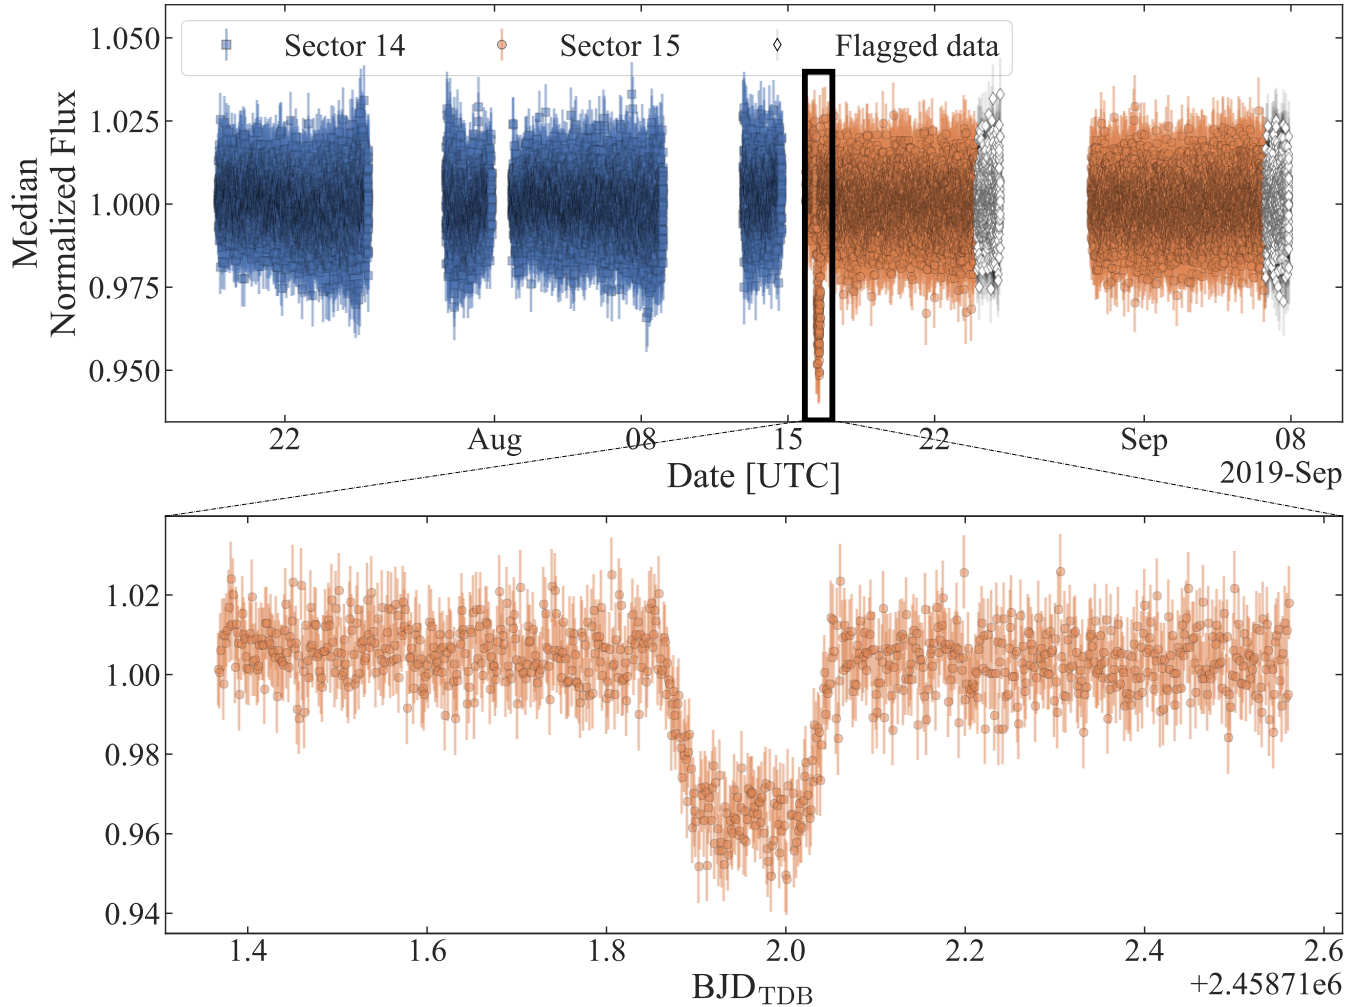 Sector 14 Sector 15 Flagged data
Median
Normalized Flux
1.050
1.025
1.000
0.975
0.950
22 Aug 08 15 22 Sep 08
Date [UTC]
2019-Sep
1.02
1.00
0.98
0.96
0.94
1.4 1.6 1.8 2.0 2.2 2.4 2.6
BJD_TDB
+2.45871e6